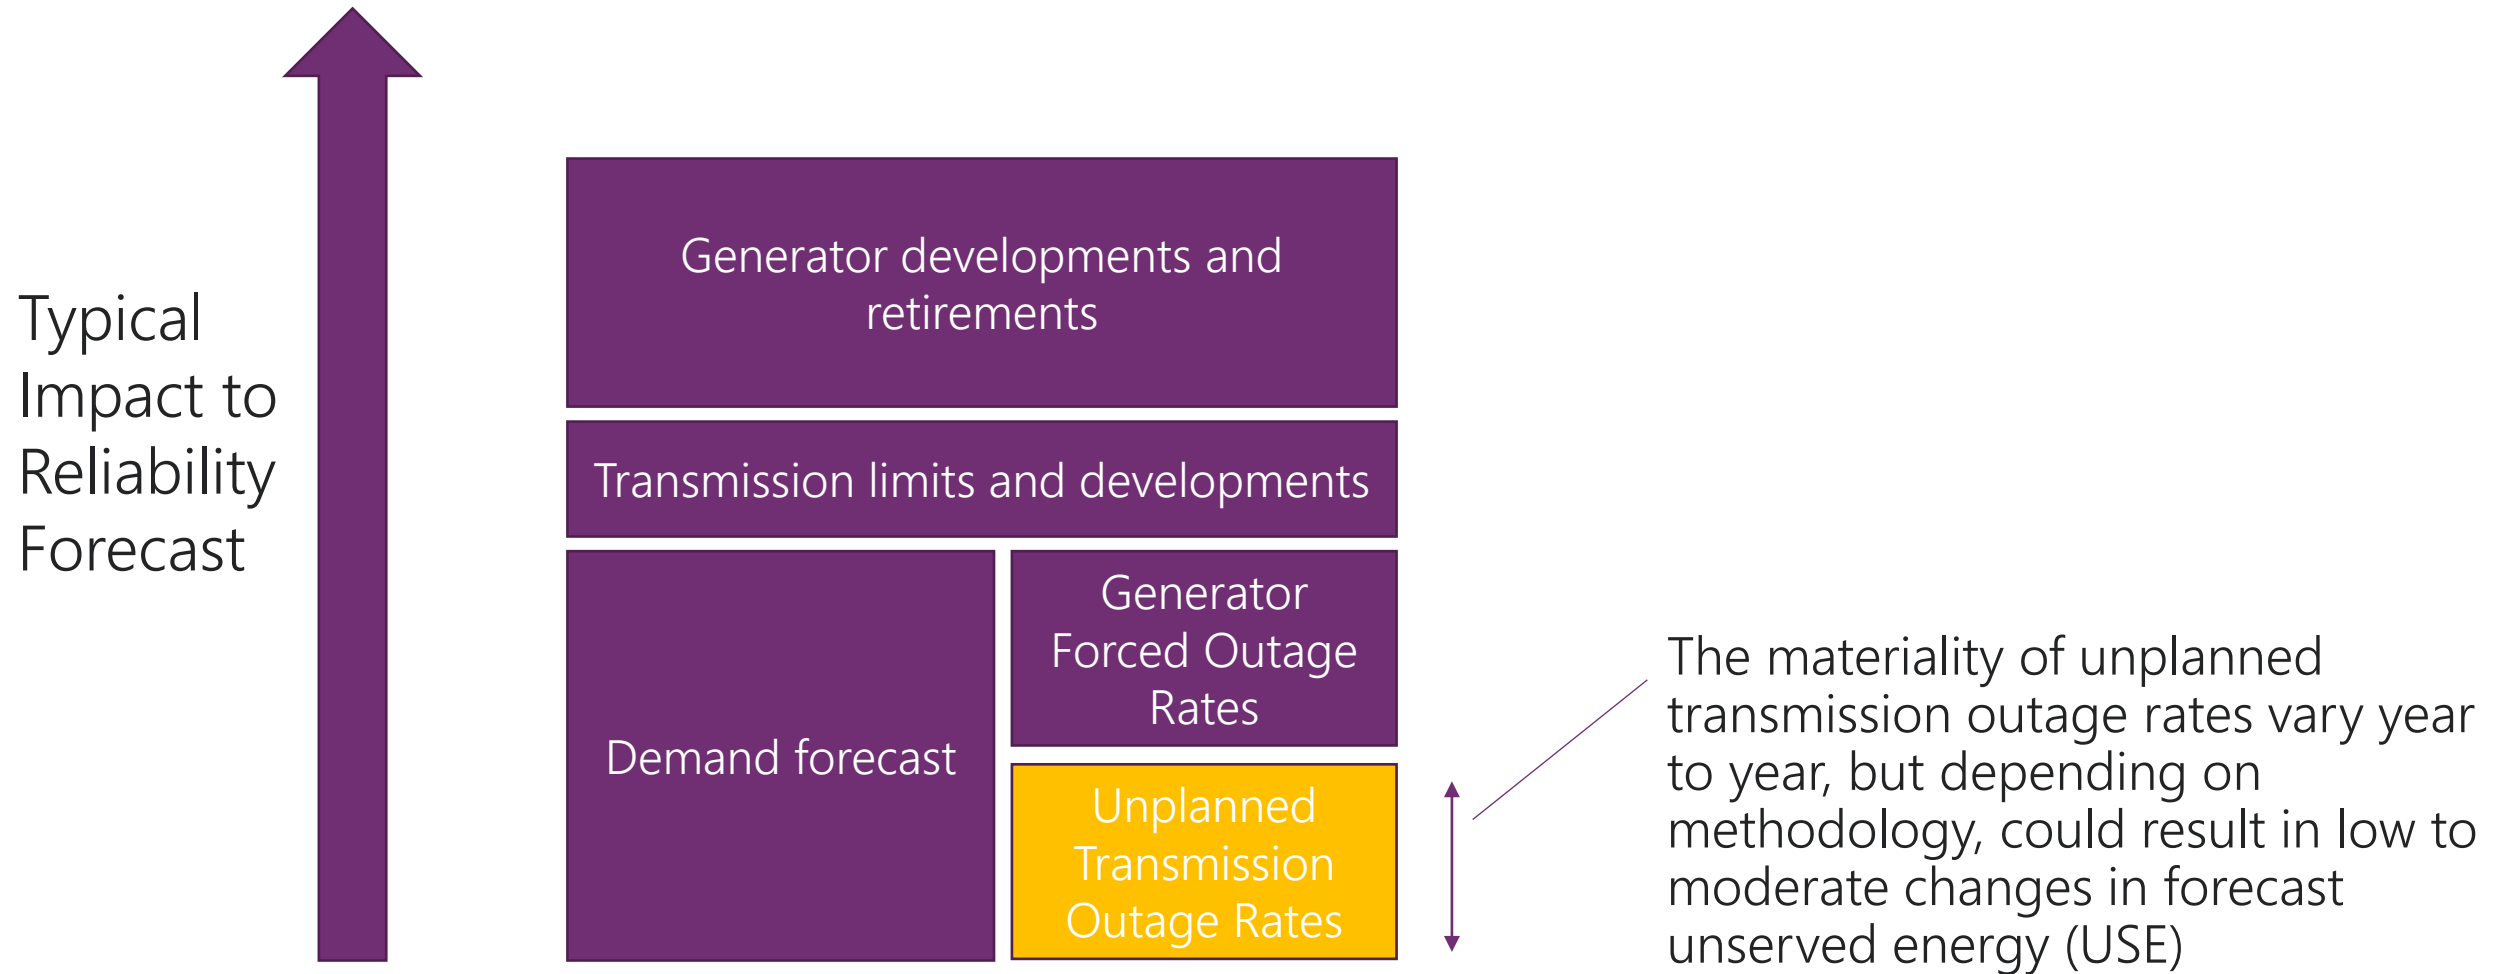 Typical
Impact to
Reliability
Forecast
Generator developments and
retirements
Transmission limits and developments
Demand forecast
Generator
Forced Outage
Rates
Unplanned
Transmission
Outage Rates
The materiality of unplanned
transmission outage rates vary year
to year, but depending on
methodology, could result in low to
moderate changes in forecast
unserved energy (USE)